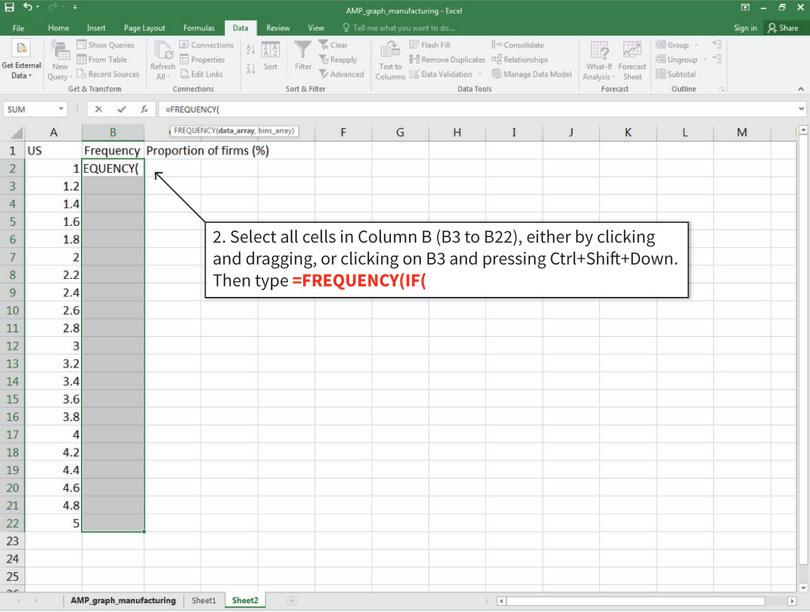 AMP_graph_manufacturing - Excel
File Home Insert Page Layout Formulas Data Review View Tell me what you want to do... Sign in Share
Get External Data
New Query
Show Queries
From Table
Recent Sources
Get & Transform
Refresh All
Connections
Properties
Edit Links
Connections
Sort
Filter
Clear
Reapply
Advanced
Sort & Filter
Text to Columns
Flash Fill
Remove Duplicates
Data Validation
Consolidate
Relationships
Manage Data Model
Data Tools
What-If Analysis
Forecast Sheet
Forecast
Group
Ungroup
Subtotal
Outline
SUM fx =FREQUENCY(
FREQUENCY(data_array, bins_array)
A B F G H I J K L M
1 US Frequency Proportion of firms (%)
2 1 EQUENCY(
3 1.2
4 1.4
5 1.6
6 1.8
7 2
8 2.2
9 2.4
10 2.6
11 2.8
12 3
13 3.2
14 3.4
15 3.6
16 3.8
17 4
18 4.2
19 4.4
20 4.6
21 4.8
22 5
23
24
25
2. Select all cells in Column B (B3 to B22), either by clicking
and dragging, or clicking on B3 and pressing Ctrl+Shift+Down.
Then type =FREQUENCY(IF(
AMP_graph_manufacturing Sheet1 Sheet2